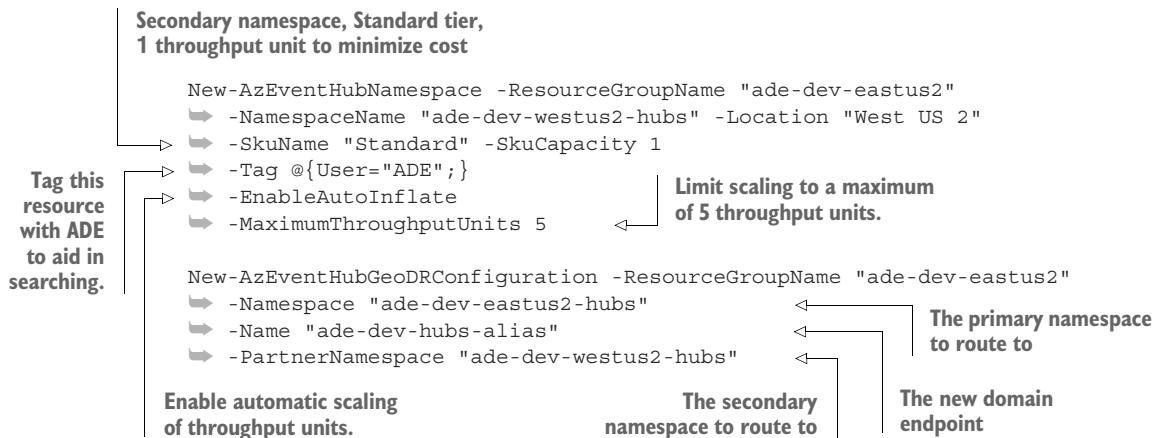 Secondary namespace, Standard tier,
1 throughput unit to minimize cost
New-AzEventHubNamespace -ResourceGroupName "ade-dev-eastus2"
➥ -NamespaceName "ade-dev-westus2-hubs" -Location "West US 2"
➥ -SkuName "Standard" -SkuCapacity 1
➥ -Tag @{User="ADE";}
➥ -EnableAutoInflate
➥ -MaximumThroughputUnits 5
Tag this
resource
with ADE
to aid in
searching.
Limit scaling to a maximum
of 5 throughput units.
New-AzEventHubGeoDRConfiguration -ResourceGroupName "ade-dev-eastus2"
➥ -Namespace "ade-dev-eastus2-hubs"
➥ -Name "ade-dev-hubs-alias"
➥ -PartnerNamespace "ade-dev-westus2-hubs"
The primary namespace
to route to
Enable automatic scaling
of throughput units.
The secondary
namespace to route to
The new domain
endpoint